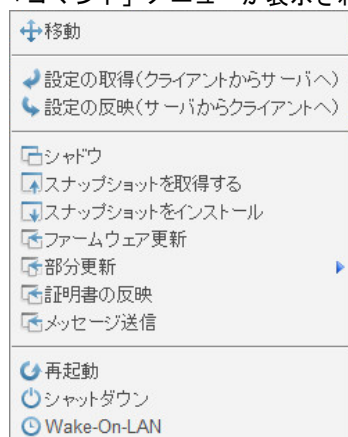 「コマンド」メニューが表示され
移動
設定の取得(クライアントからサーバへ)
設定の反映(サーバからクライアントへ)
シャドウ
スナップショットを取得する
スナップショットをインストール
ファームウェア更新
部分更新
証明書の反映
メッセージ送信
再起動
シャットダウン
Wake-On-LAN